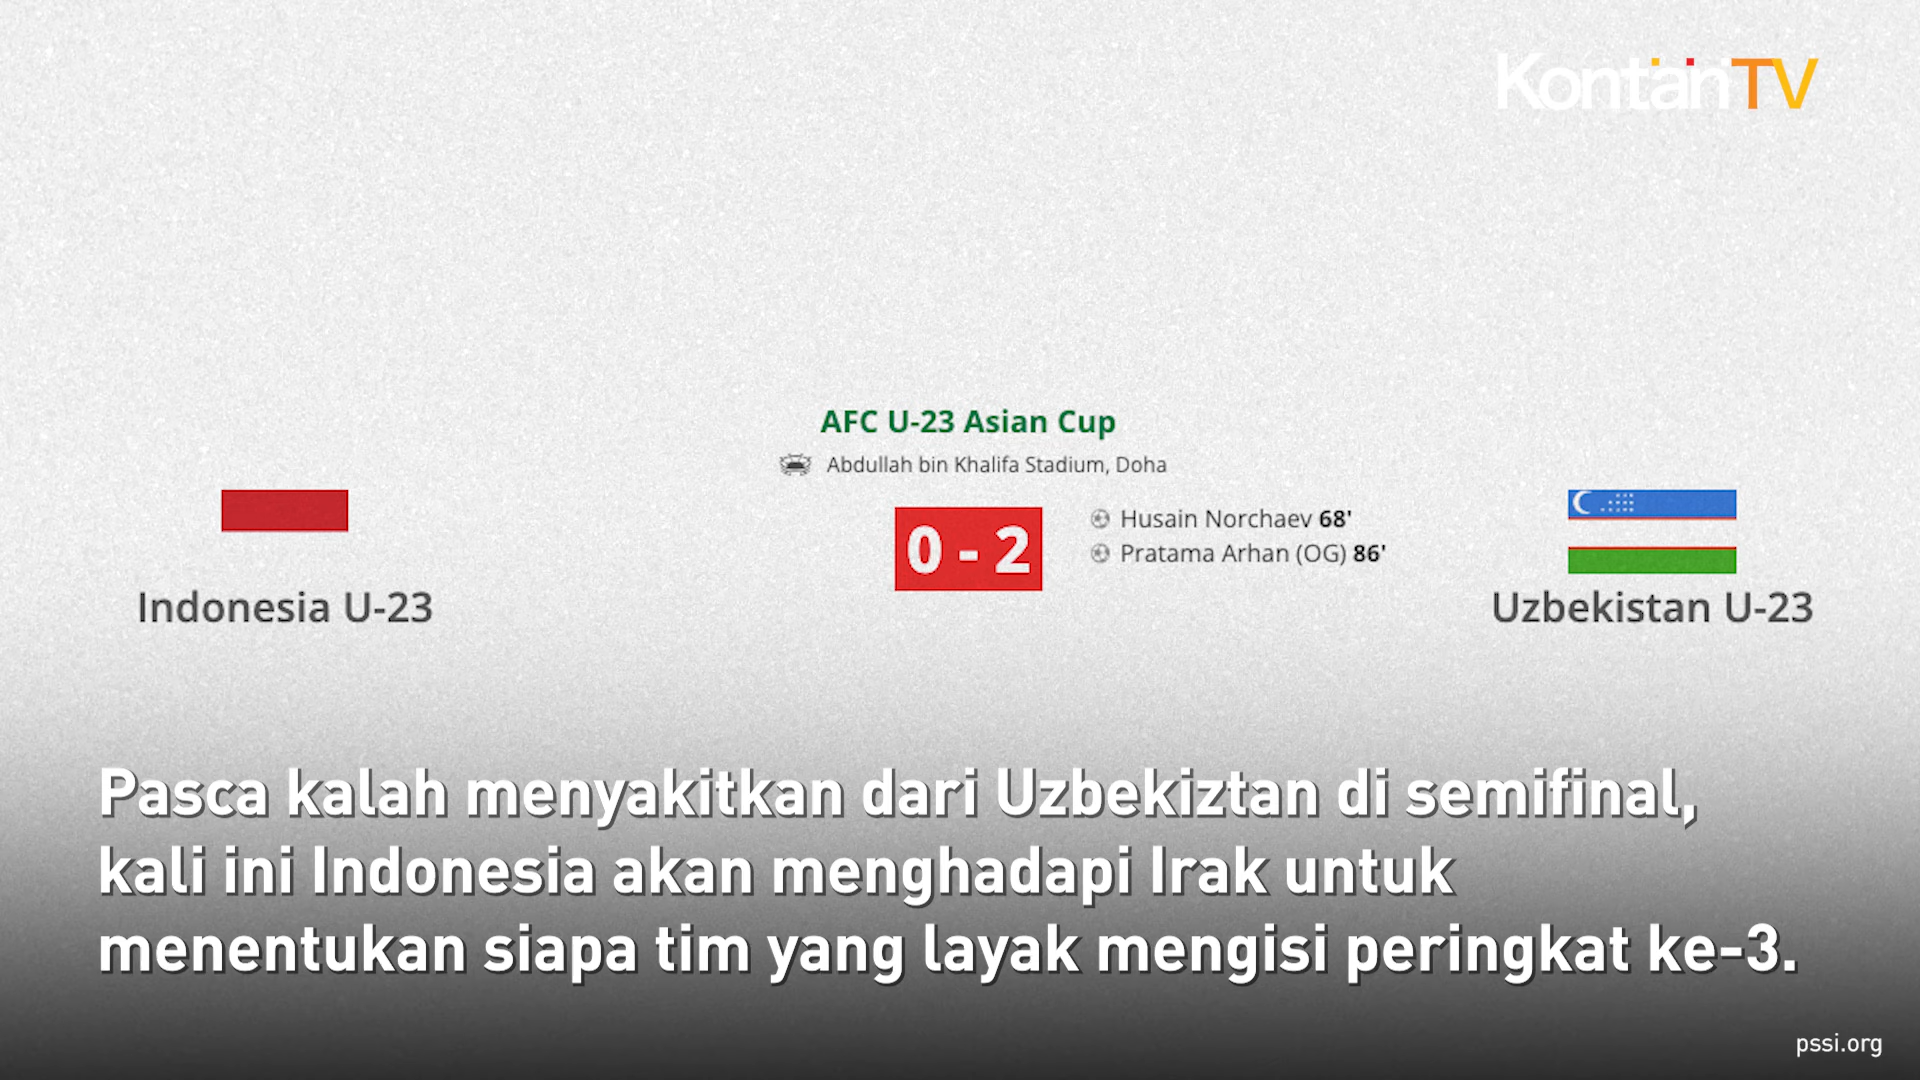 KontanTV
AFC U-23 Asian Cup
Abdullah bin Khalifa Stadium, Doha
0 - 2
Husain Norchaev 68'
Pratama Arhan (OG) 86'
Indonesia U-23
Uzbekistan U-23
Pasca kalah menyakitkan dari Uzbekiztan di semifinal,
kali ini Indonesia akan menghadapi Irak untuk
menentukan siapa tim yang layak mengisi peringkat ke-3.
pssi.org